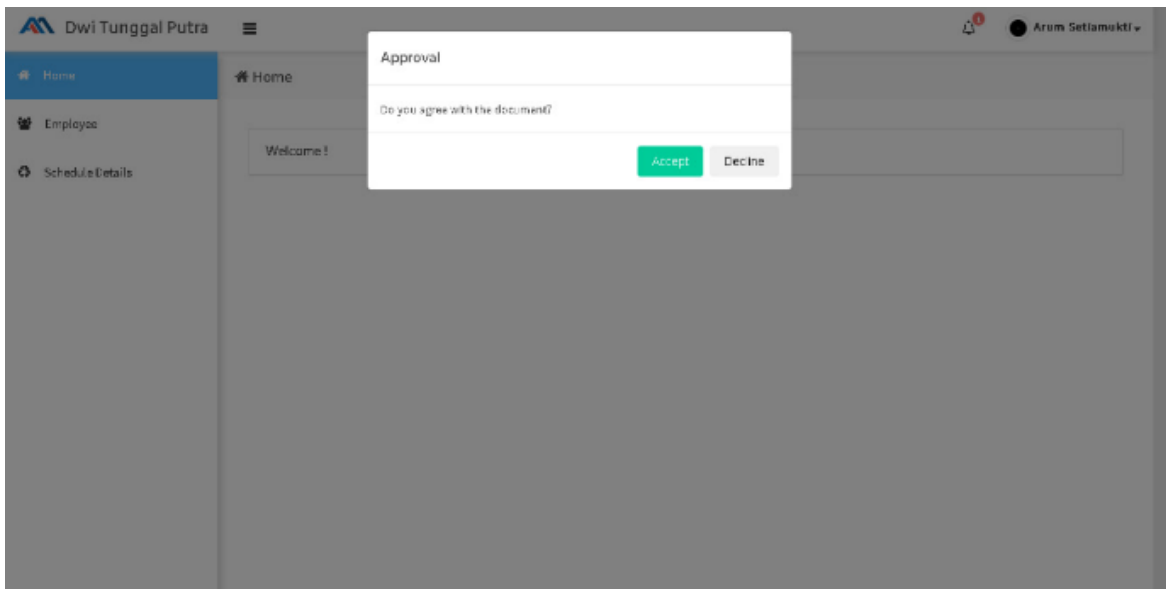 Dwi Tunggal Putra
Arum Setiamukti
Home
Employee
Schedule Details
Home
Welcome !
Approval
Do you agree with the document?
Accept
Decline